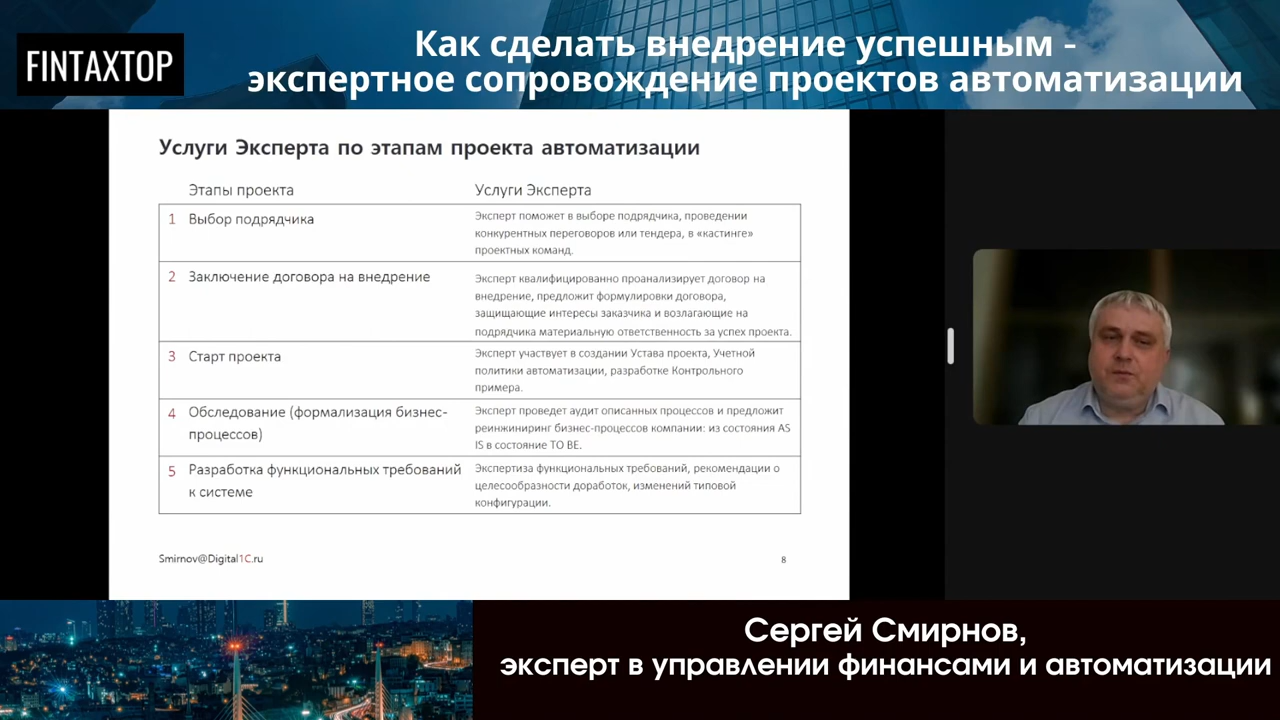 FINTAXTOP
Как сделать внедрение успешным -
экспертное сопровождение проектов автоматизации
Услуги Эксперта по этапам проекта автоматизации
Этапы проекта
Услуги Эксперта
1 Выбор подрядчика
Эксперт поможет в выборе подрядчика, проведении
конкурентных переговоров или тендера, в «кастинге»
проектных команд.
2 Заключение договора на внедрение
Эксперт квалифицированно проанализирует договор на
внедрение, предложит формулировки договора,
защищающие интересы заказчика и возлагающие на
подрядчика материальную ответственность за успех проекта.
3 Старт проекта
Эксперт участвует в создании Устава проекта, Учетной
политики автоматизации, разработке Контрольного
примера.
4 Обследование (формализация бизнес-
процессов)
Эксперт проведет аудит описанных процессов и предложит
реинжиниринг бизнес-процессов компании: из состояния AS
IS в состояние TO BE.
5 Разработка функциональных требований
к системе
Экспертиза функциональных требований, рекомендации о
целесообразности доработок, изменений типовой
конфигурации.
Smirnov@Digital1C.ru
8
Сергей Смирнов,
эксперт в управлении финансами и автоматизации